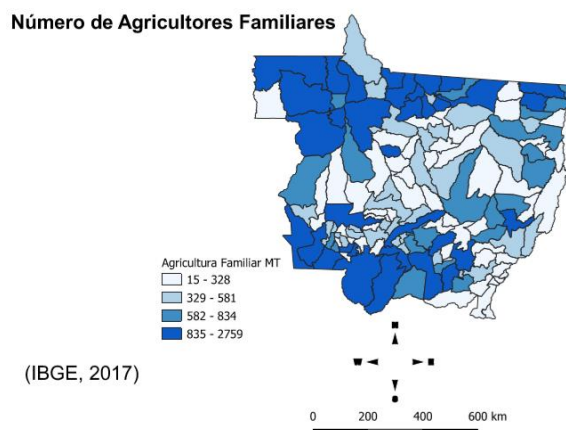 Número de Agricultores Familiares
Agricultura Familiar MT
15 - 328
329 - 581
582 - 834
835 - 2759
(IBGE, 2017)
0 200 400 600 km